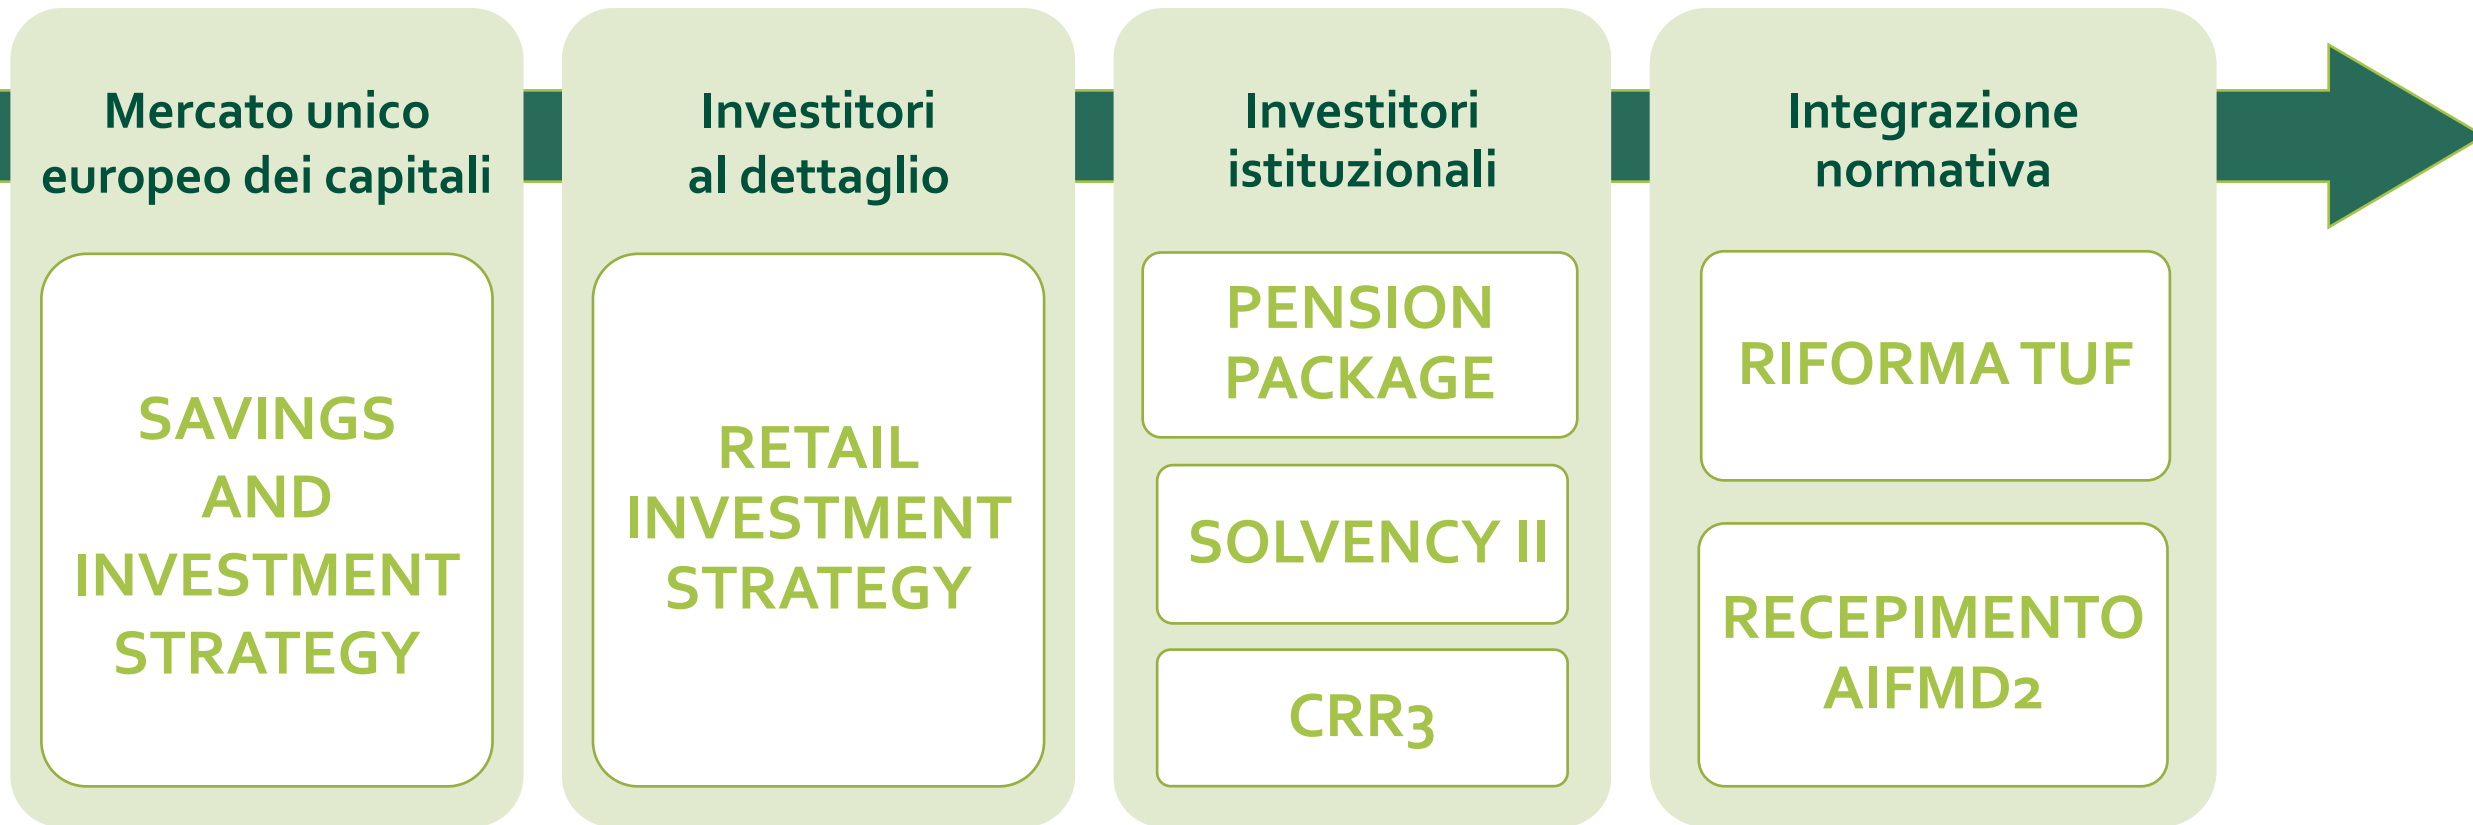 Mercato unico
europeo dei capitali
SAVINGS
AND
INVESTMENT
STRATEGY
Investitori
al dettaglio
RETAIL
INVESTMENT
STRATEGY
Investitori
istituzionali
PENSION
PACKAGE
SOLVENCY II
CRR3
Integrazione
normativa
RIFORMA TUF
RECEPIMENTO
AIFMD2